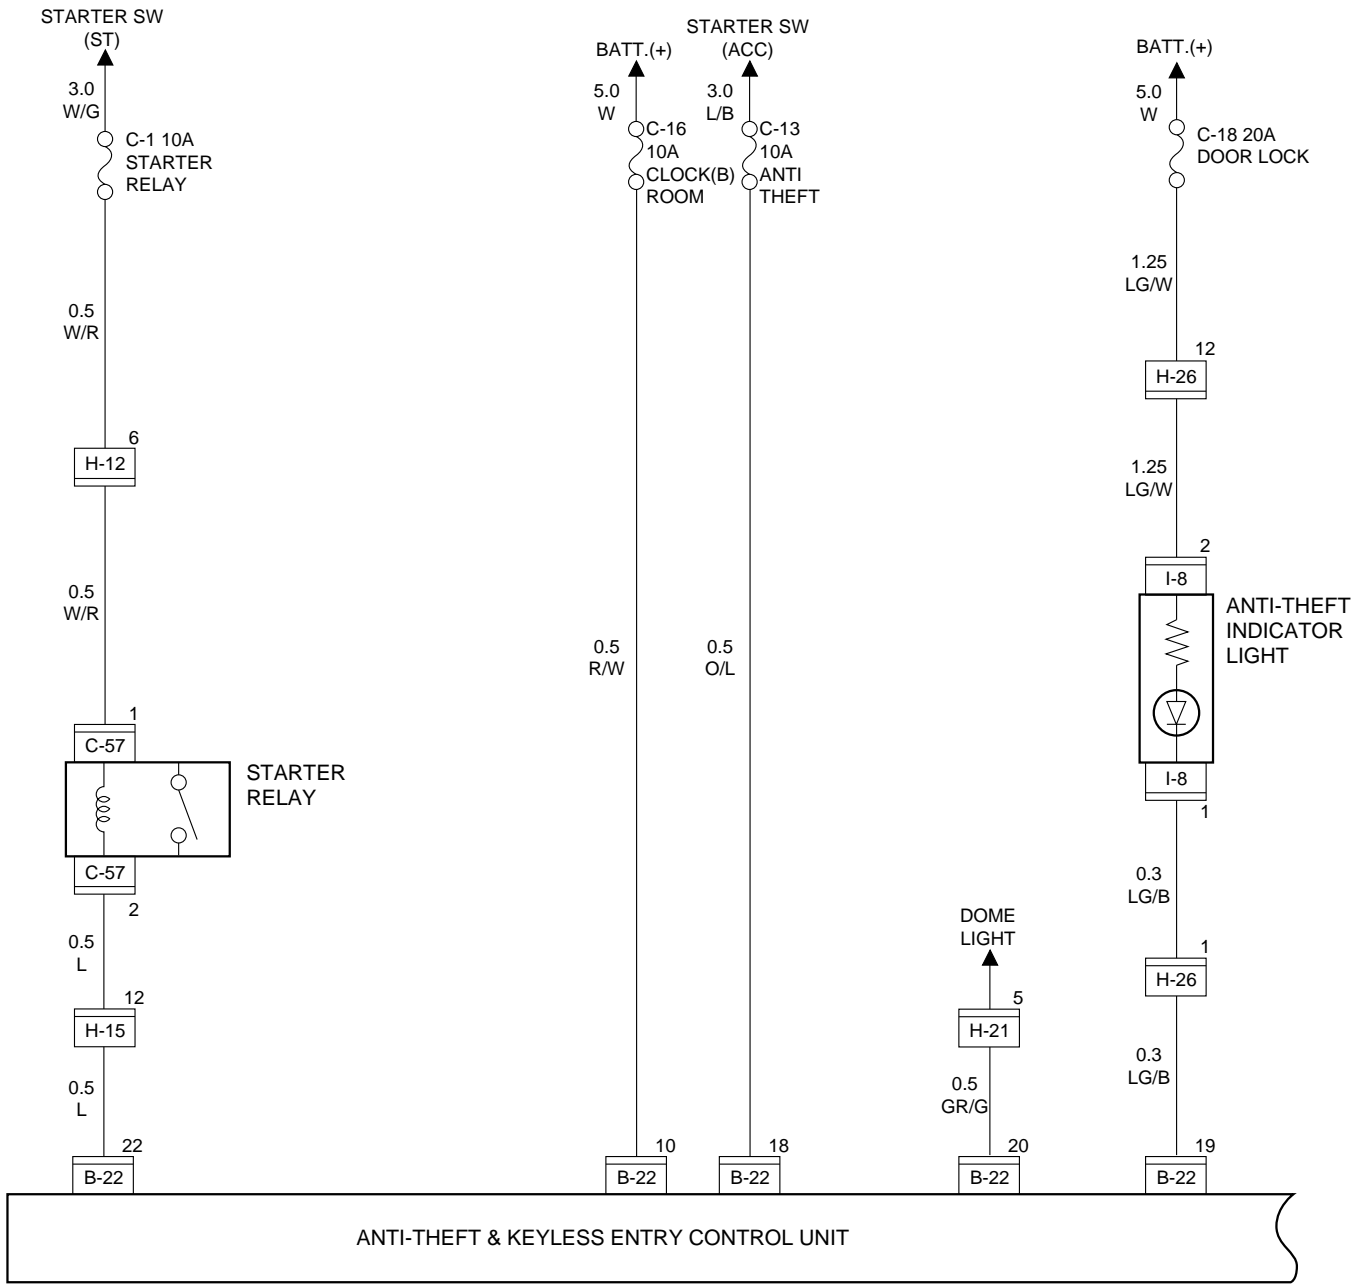 STARTER SW
(ST)
3.0
W/G
C-1 10A
STARTER
RELAY
0.5
W/R
6
H-12
0.5
W/R
1
C-57
STARTER
RELAY
C-57
2
0.5
L
12
H-15
0.5
L
22
B-22
BATT.(+)
5.0
W
C-16
10A
CLOCK(B)
ROOM
0.5
R/W
10
B-22
STARTER SW
(ACC)
3.0
L/B
C-13
10A
ANTI
THEFT
0.5
O/L
18
B-22
DOME
LIGHT
5
H-21
0.5
GR/G
20
B-22
BATT.(+)
5.0
W
C-18 20A
DOOR LOCK
1.25
LG/W
12
H-26
1.25
LG/W
2
I-8
ANTI-THEFT
INDICATOR
LIGHT
I-8
1
0.3
LG/B
1
H-26
0.3
LG/B
19
B-22
ANTI-THEFT & KEYLESS ENTRY CONTROL UNIT